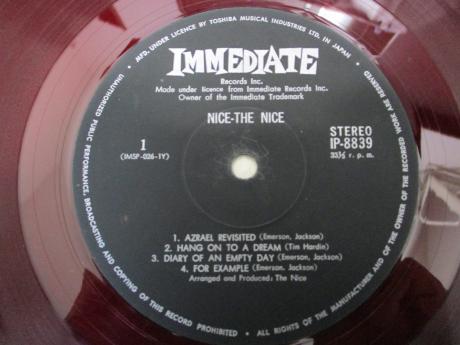 • MFD. UNDER LICENCE BY TOSHIBA MUSICAL INDUSTRIES LTD. IN JAPAN •
ALL RIGHTS OF THE MANUFACTURER AND OF THE OWNER OF THE RECORDED WORK ARE RESERVED
UNAUTHORIZED PUBLIC PERFORMANCE, BROADCASTING AND COPYING OF THIS RECORD PROHIBITED •
IMMEDIATE
Records Inc.
Made under licence from Immediate Records Inc.
Owner of the Immediate Trademark
NICE-THE NICE
1
(IMSP-026-1Y)
STEREO
IP-8839
33⅓ r. p. m.
1. AZRAEL REVISITED (Emerson, Jackson)
2. HANG ON TO A DREAM (Tim Hardin)
3. DIARY OF AN EMPTY DAY (Emerson, Jackson)
4. FOR EXAMPLE (Emerson, Jackson)
Arranged and Produced: The Nice